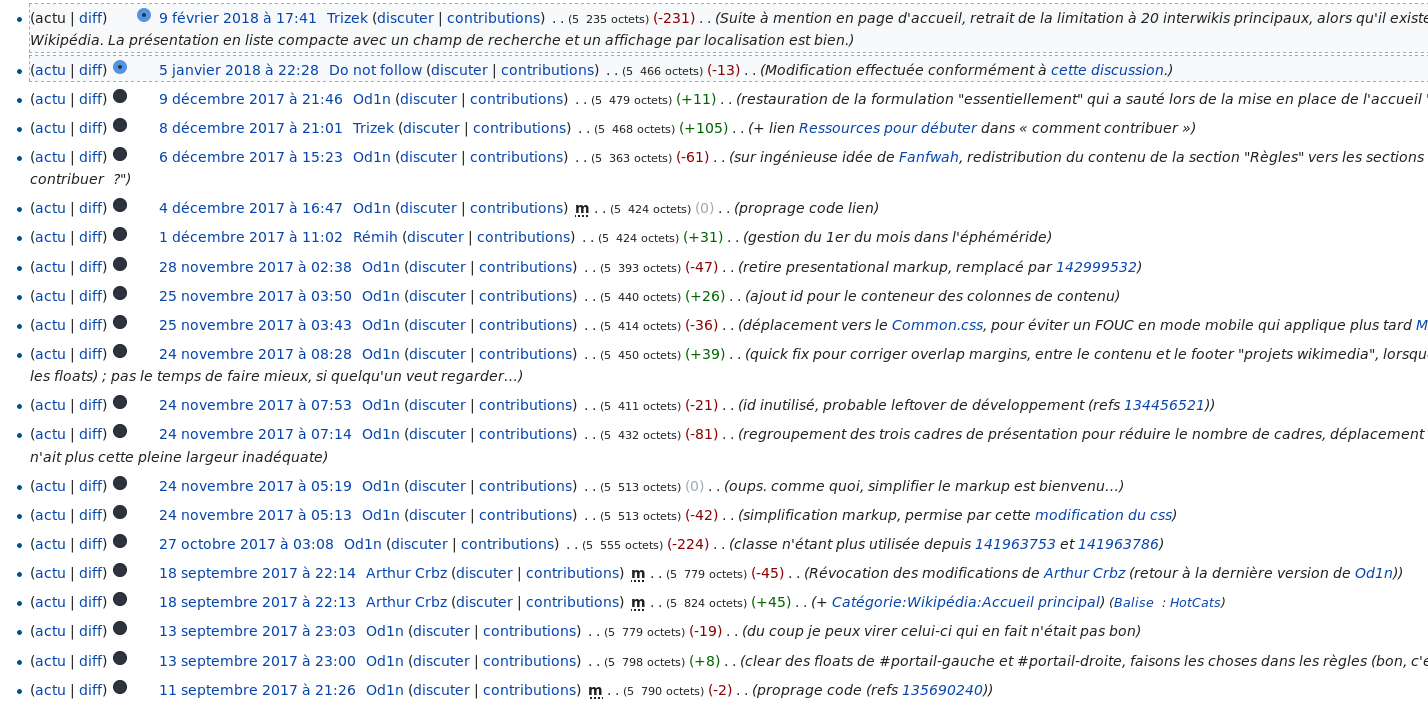 (actu | diff) 9 février 2018 à 17:41 Trizek (discuter | contributions) . . (5 235 octets) (-231) . . (Suite à mention en page d'accueil, retrait de la limitation à 20 interwikis principaux, alors qu'il existe
Wikipédia. La présentation en liste compacte avec un champ de recherche et un affichage par localisation est bien.)
(actu | diff) 5 janvier 2018 à 22:28 Do not follow (discuter | contributions) . . (5 466 octets) (-13) . . (Modification effectuée conformément à cette discussion.)
(actu | diff) 9 décembre 2017 à 21:46 Od1n (discuter | contributions) . . (5 479 octets) (+11) . . (restauration de la formulation "essentiellement" qui a sauté lors de la mise en place de l'accueil "
(actu | diff) 8 décembre 2017 à 21:01 Trizek (discuter | contributions) . . (5 468 octets) (+105) . . (+ lien Ressources pour débuter dans « comment contribuer »)
(actu | diff) 6 décembre 2017 à 15:23 Od1n (discuter | contributions) . . (5 363 octets) (-61) . . (sur ingénieuse idée de Fanfwah, redistribution du contenu de la section "Règles" vers les sections
contribuer ?")
(actu | diff) 4 décembre 2017 à 16:47 Od1n (discuter | contributions) m . . (5 424 octets) (0) . . (proprage code lien)
(actu | diff) 1 décembre 2017 à 11:02 Rémih (discuter | contributions) . . (5 424 octets) (+31) . . (gestion du 1er du mois dans l'éphéméride)
(actu | diff) 28 novembre 2017 à 02:38 Od1n (discuter | contributions) . . (5 393 octets) (-47) . . (retire presentational markup, remplacé par 142999532)
(actu | diff) 25 novembre 2017 à 03:50 Od1n (discuter | contributions) . . (5 440 octets) (+26) . . (ajout id pour le conteneur des colonnes de contenu)
(actu | diff) 25 novembre 2017 à 03:43 Od1n (discuter | contributions) . . (5 414 octets) (-36) . . (déplacement vers le Common.css, pour éviter un FOUC en mode mobile qui applique plus tard M
(actu | diff) 24 novembre 2017 à 08:28 Od1n (discuter | contributions) . . (5 450 octets) (+39) . . (quick fix pour corriger overlap margins, entre le contenu et le footer "projets wikimedia", lorsqu
les floats) ; pas le temps de faire mieux, si quelqu'un veut regarder…)
(actu | diff) 24 novembre 2017 à 07:53 Od1n (discuter | contributions) . . (5 411 octets) (-21) . . (id inutilisé, probable leftover de développement (refs 134456521))
(actu | diff) 24 novembre 2017 à 07:14 Od1n (discuter | contributions) . . (5 432 octets) (-81) . . (regroupement des trois cadres de présentation pour réduire le nombre de cadres, déplacement
n'ait plus cette pleine largeur inadéquate)
(actu | diff) 24 novembre 2017 à 05:19 Od1n (discuter | contributions) . . (5 513 octets) (0) . . (oups. comme quoi, simplifier le markup est bienvenu…)
(actu | diff) 24 novembre 2017 à 05:13 Od1n (discuter | contributions) . . (5 513 octets) (-42) . . (simplification markup, permise par cette modification du css)
(actu | diff) 27 octobre 2017 à 03:08 Od1n (discuter | contributions) . . (5 555 octets) (-224) . . (classe n'étant plus utilisée depuis 141963753 et 141963786)
(actu | diff) 18 septembre 2017 à 22:14 Arthur Crbz (discuter | contributions) m . . (5 779 octets) (-45) . . (Révocation des modifications de Arthur Crbz (retour à la dernière version de Od1n))
(actu | diff) 18 septembre 2017 à 22:13 Arthur Crbz (discuter | contributions) m . . (5 824 octets) (+45) . . (+ Catégorie:Wikipédia:Accueil principal) (Balise : HotCats)
(actu | diff) 13 septembre 2017 à 23:03 Od1n (discuter | contributions) . . (5 779 octets) (-19) . . (du coup je peux virer celui-ci qui en fait n'était pas bon)
(actu | diff) 13 septembre 2017 à 23:00 Od1n (discuter | contributions) . . (5 798 octets) (+8) . . (clear des floats de #portail-gauche et #portail-droite, faisons les choses dans les règles (bon, c'e
(actu | diff) 11 septembre 2017 à 21:26 Od1n (discuter | contributions) m . . (5 790 octets) (-2) . . (proprage code (refs 135690240))